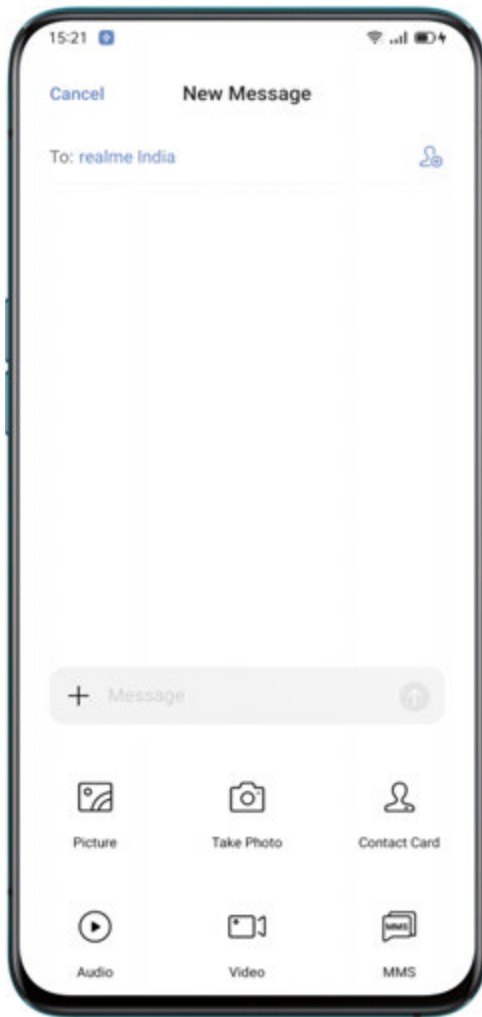 15:21
Cancel New Message
To: realme India
Message
Picture Take Photo Contact Card
MMS
Audio Video MMS